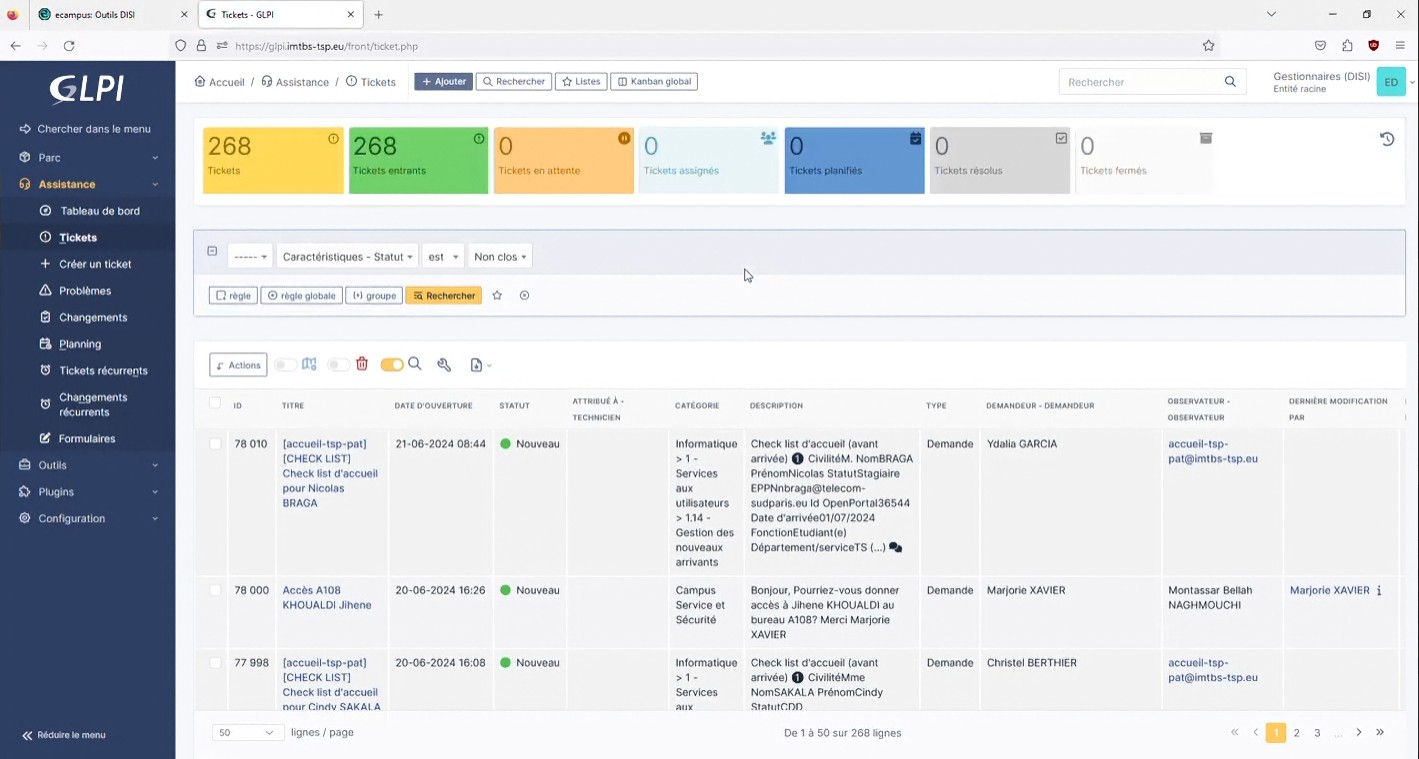 ecampus: Outils DISI
Tickets - GLPI
https://glpi.imtbs-tsp.eu/front/ticket.php
GLPI
Accueil / Assistance / Tickets
+ Ajouter
Rechercher
Listes
Kanban global
Rechercher
Gestionnaires (DISI)
Entité racine
ED
Chercher dans le menu
Parc
Assistance
Tableau de bord
Tickets
+ Créer un ticket
Problèmes
Changements
Planning
Tickets récurrents
Changements
récurrents
Formulaires
Outils
Plugins
Configuration
Réduire le menu
268
Tickets
268
Tickets entrants
0
Tickets en attente
0
Tickets assignés
0
Tickets planifiés
0
Tickets résolus
0
Tickets fermés
-----
Caractéristiques - Statut
est
Non clos
règle
règle globale
groupe
Rechercher
Actions
ID
TITRE
DATE D'OUVERTURE
STATUT
ATTRIBUÉ À -
TECHNICIEN
CATÉGORIE
DESCRIPTION
TYPE
DEMANDEUR - DEMANDEUR
OBSERVATEUR -
OBSERVATEUR
DERNIÈRE MODIFICATION
PAR
78 010
[accueil-tsp-pat]
[CHECK LIST]
Check list d'accueil
pour Nicolas
BRAGA
21-06-2024 08:44
Nouveau
Informatique
> 1 -
Services
aux
utilisateurs
> 1.14 -
Gestion des
nouveaux
arrivants
Check list d'accueil (avant
arrivée) 1 CivilitéM. NomBRAGA
PrénomNicolas StatutStagiaire
EPPNnbraga@telecom-
sudparis.eu Id OpenPortal36544
Date d'arrivée01/07/2024
FonctionEtudiant(e)
Département/serviceTS (...)
Demande
Ydalia GARCIA
accueil-tsp-
pat@imtbs-tsp.eu
78 000
Accès A108
KHOUALDI Jihene
20-06-2024 16:26
Nouveau
Campus
Service et
Sécurité
Bonjour, Pourriez-vous donner
accès à Jihene KHOUALDI au
bureau A108? Merci Marjorie
XAVIER
Demande
Marjorie XAVIER
Montassar Bellah
NAGHMOUCHI
Marjorie XAVIER i
77 998
[accueil-tsp-pat]
[CHECK LIST]
Check list d'accueil
pour Cindy SAKALA
20-06-2024 16:08
Nouveau
Informatique
> 1 -
Services
aux
Check list d'accueil (avant
arrivée) 1 CivilitéMme
NomSAKALA PrénomCindy
StatutCDD
Demande
Christel BERTHIER
accueil-tsp-
pat@imtbs-tsp.eu
50
lignes / page
De 1 à 50 sur 268 lignes
« ‹ 1 2 3 ... › »